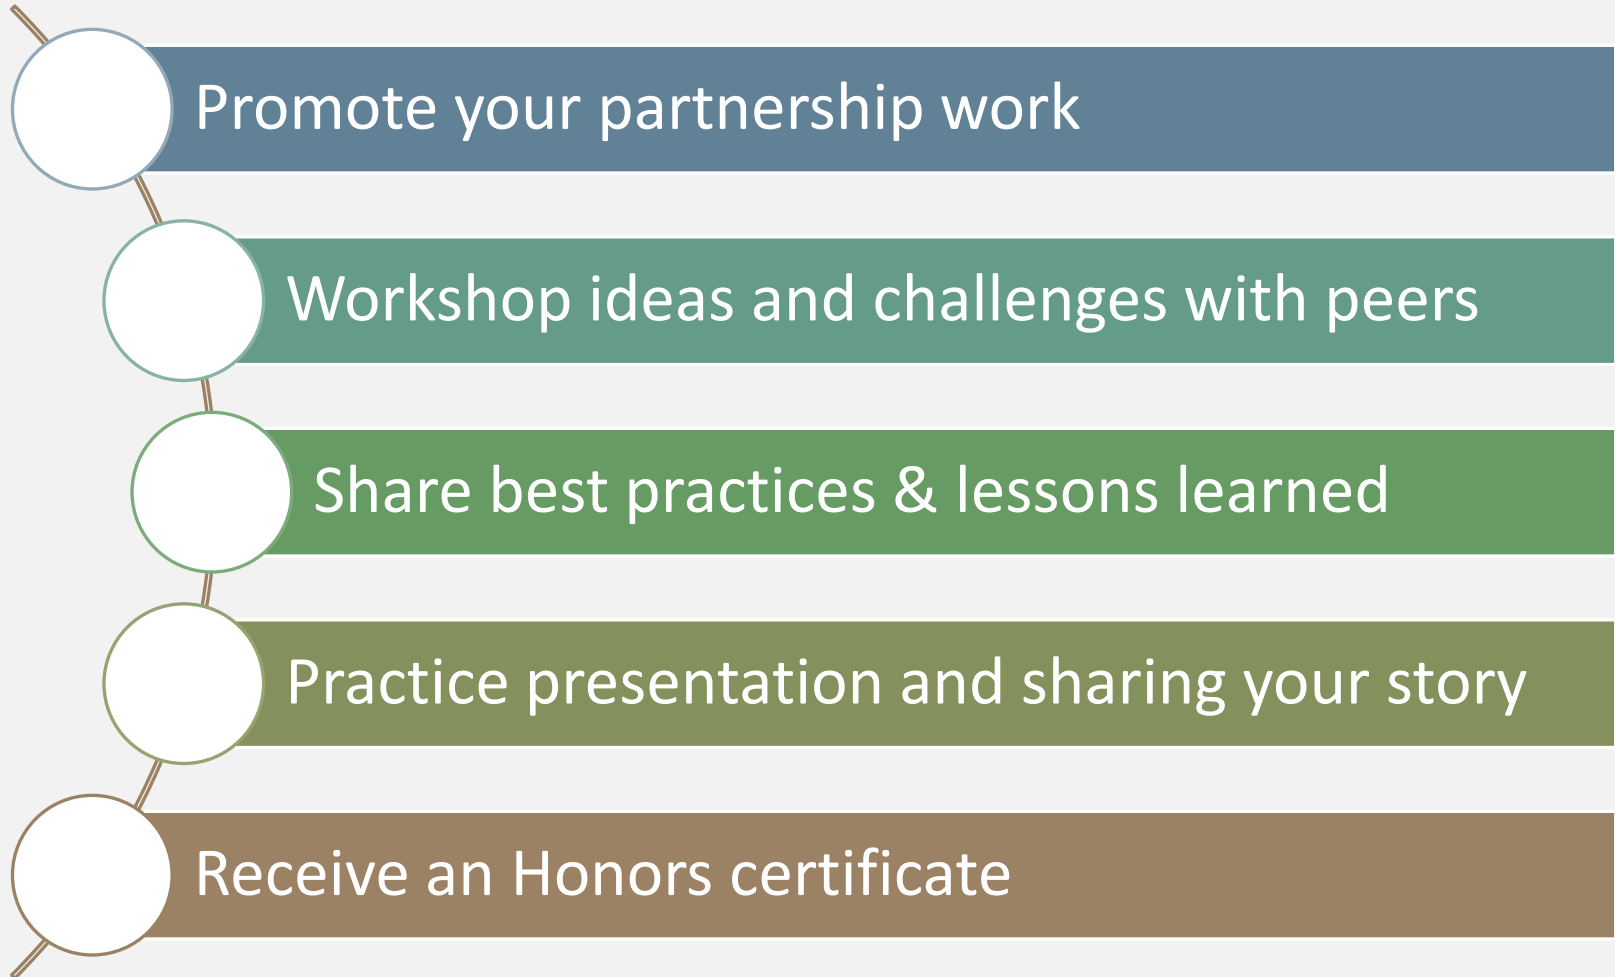 Promote your partnership work
Workshop ideas and challenges with peers
Share best practices & lessons learned
Practice presentation and sharing your story
Receive an Honors certificate